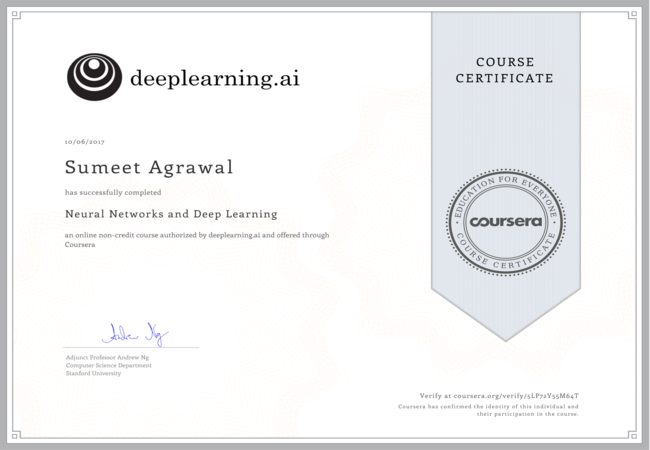 deeplearning.ai
COURSE
CERTIFICATE
10/06/2017
Sumeet Agrawal
has successfully completed
Neural Networks and Deep Learning
an online non-credit course authorized by deeplearning.ai and offered through
Coursera
EDUCATION FOR EVERYONE
coursera
COURSE CERTIFICATE
Andrew Ng
Adjunct Professor Andrew Ng
Computer Science Department
Stanford University
Verify at coursera.org/verify/5LP72Y55M64T
Coursera has confirmed the identity of this individual and
their participation in the course.